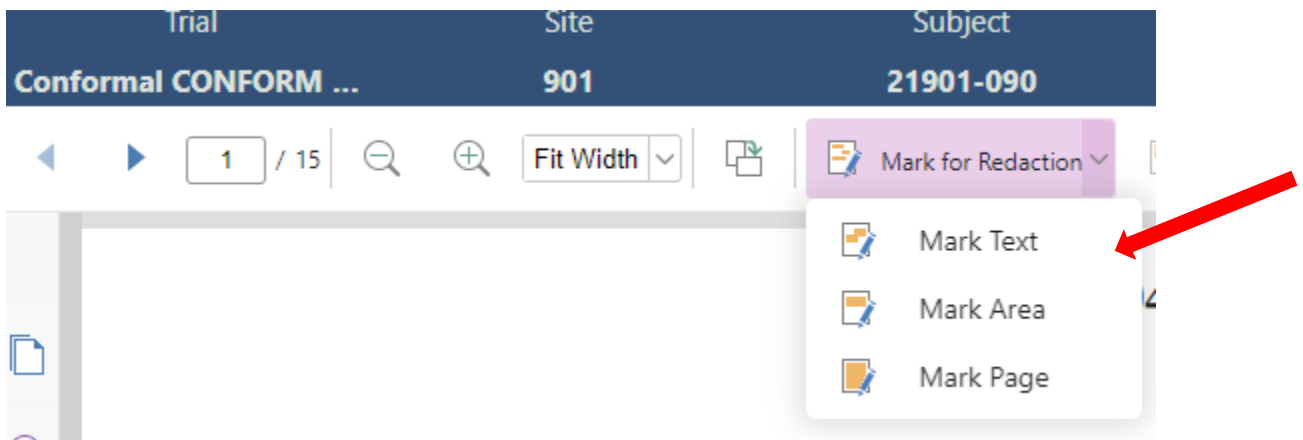 Trial Site Subject
Conformal CONFORM ... 901 21901-090
1 / 15 Fit Width Mark for Redaction
Mark Text
Mark Area
Mark Page